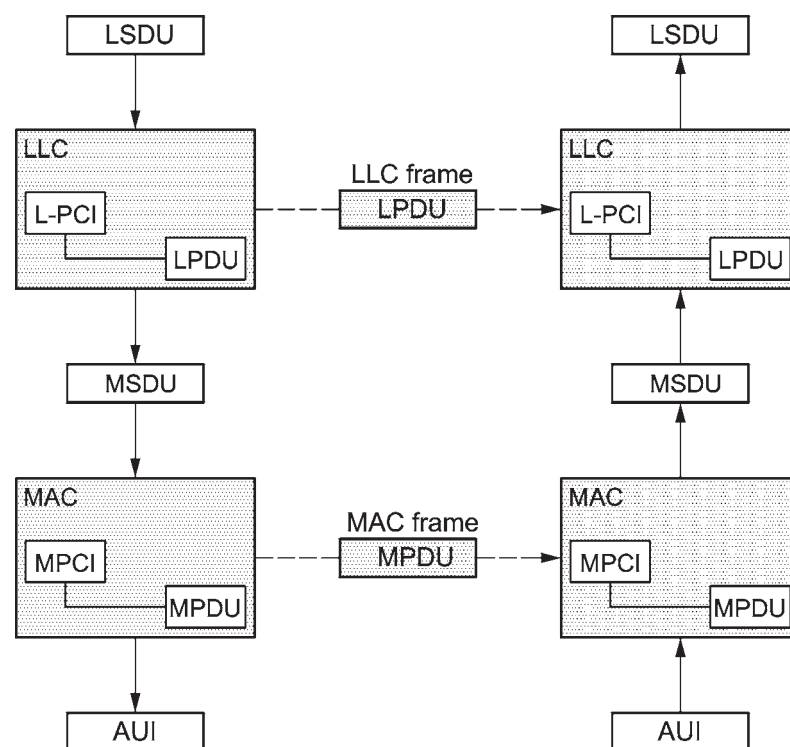 LSDU
LSDU
LLC
LLC
LLC frame
L-PCI
LPDU
L-PCI
LPDU
LPDU
MSDU
MSDU
MAC
MAC
MAC frame
MPCI
MPDU
MPCI
MPDU
MPDU
AUI
AUI